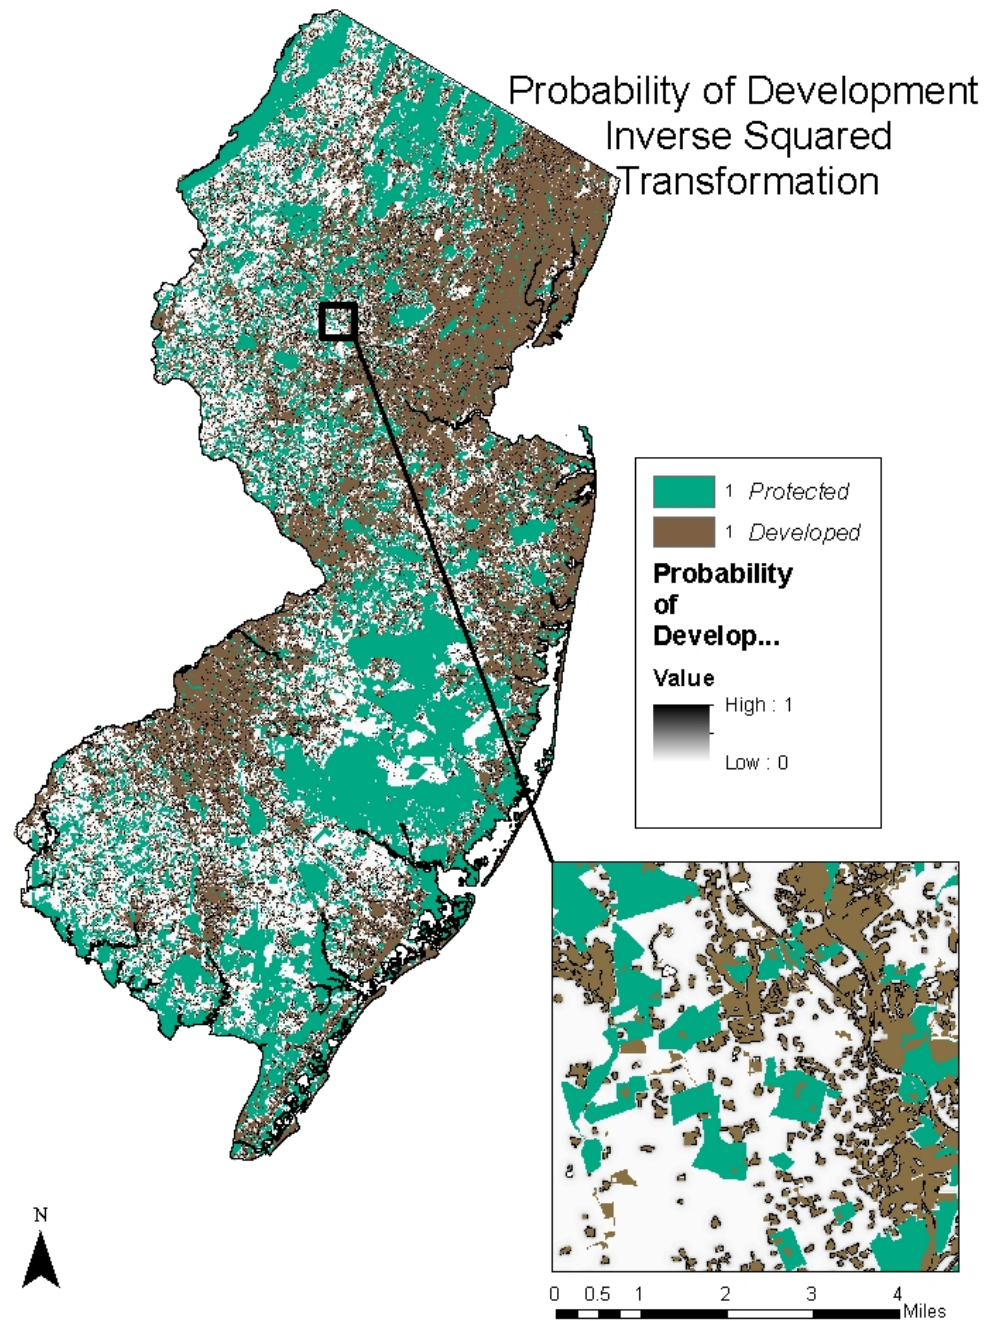 Probability of Development
Inverse Squared
Transformation
1 Protected
1 Developed
Probability
of
Develop...
Value
High : 1
Low : 0
N
0 0.5 1 2 3 4
Miles